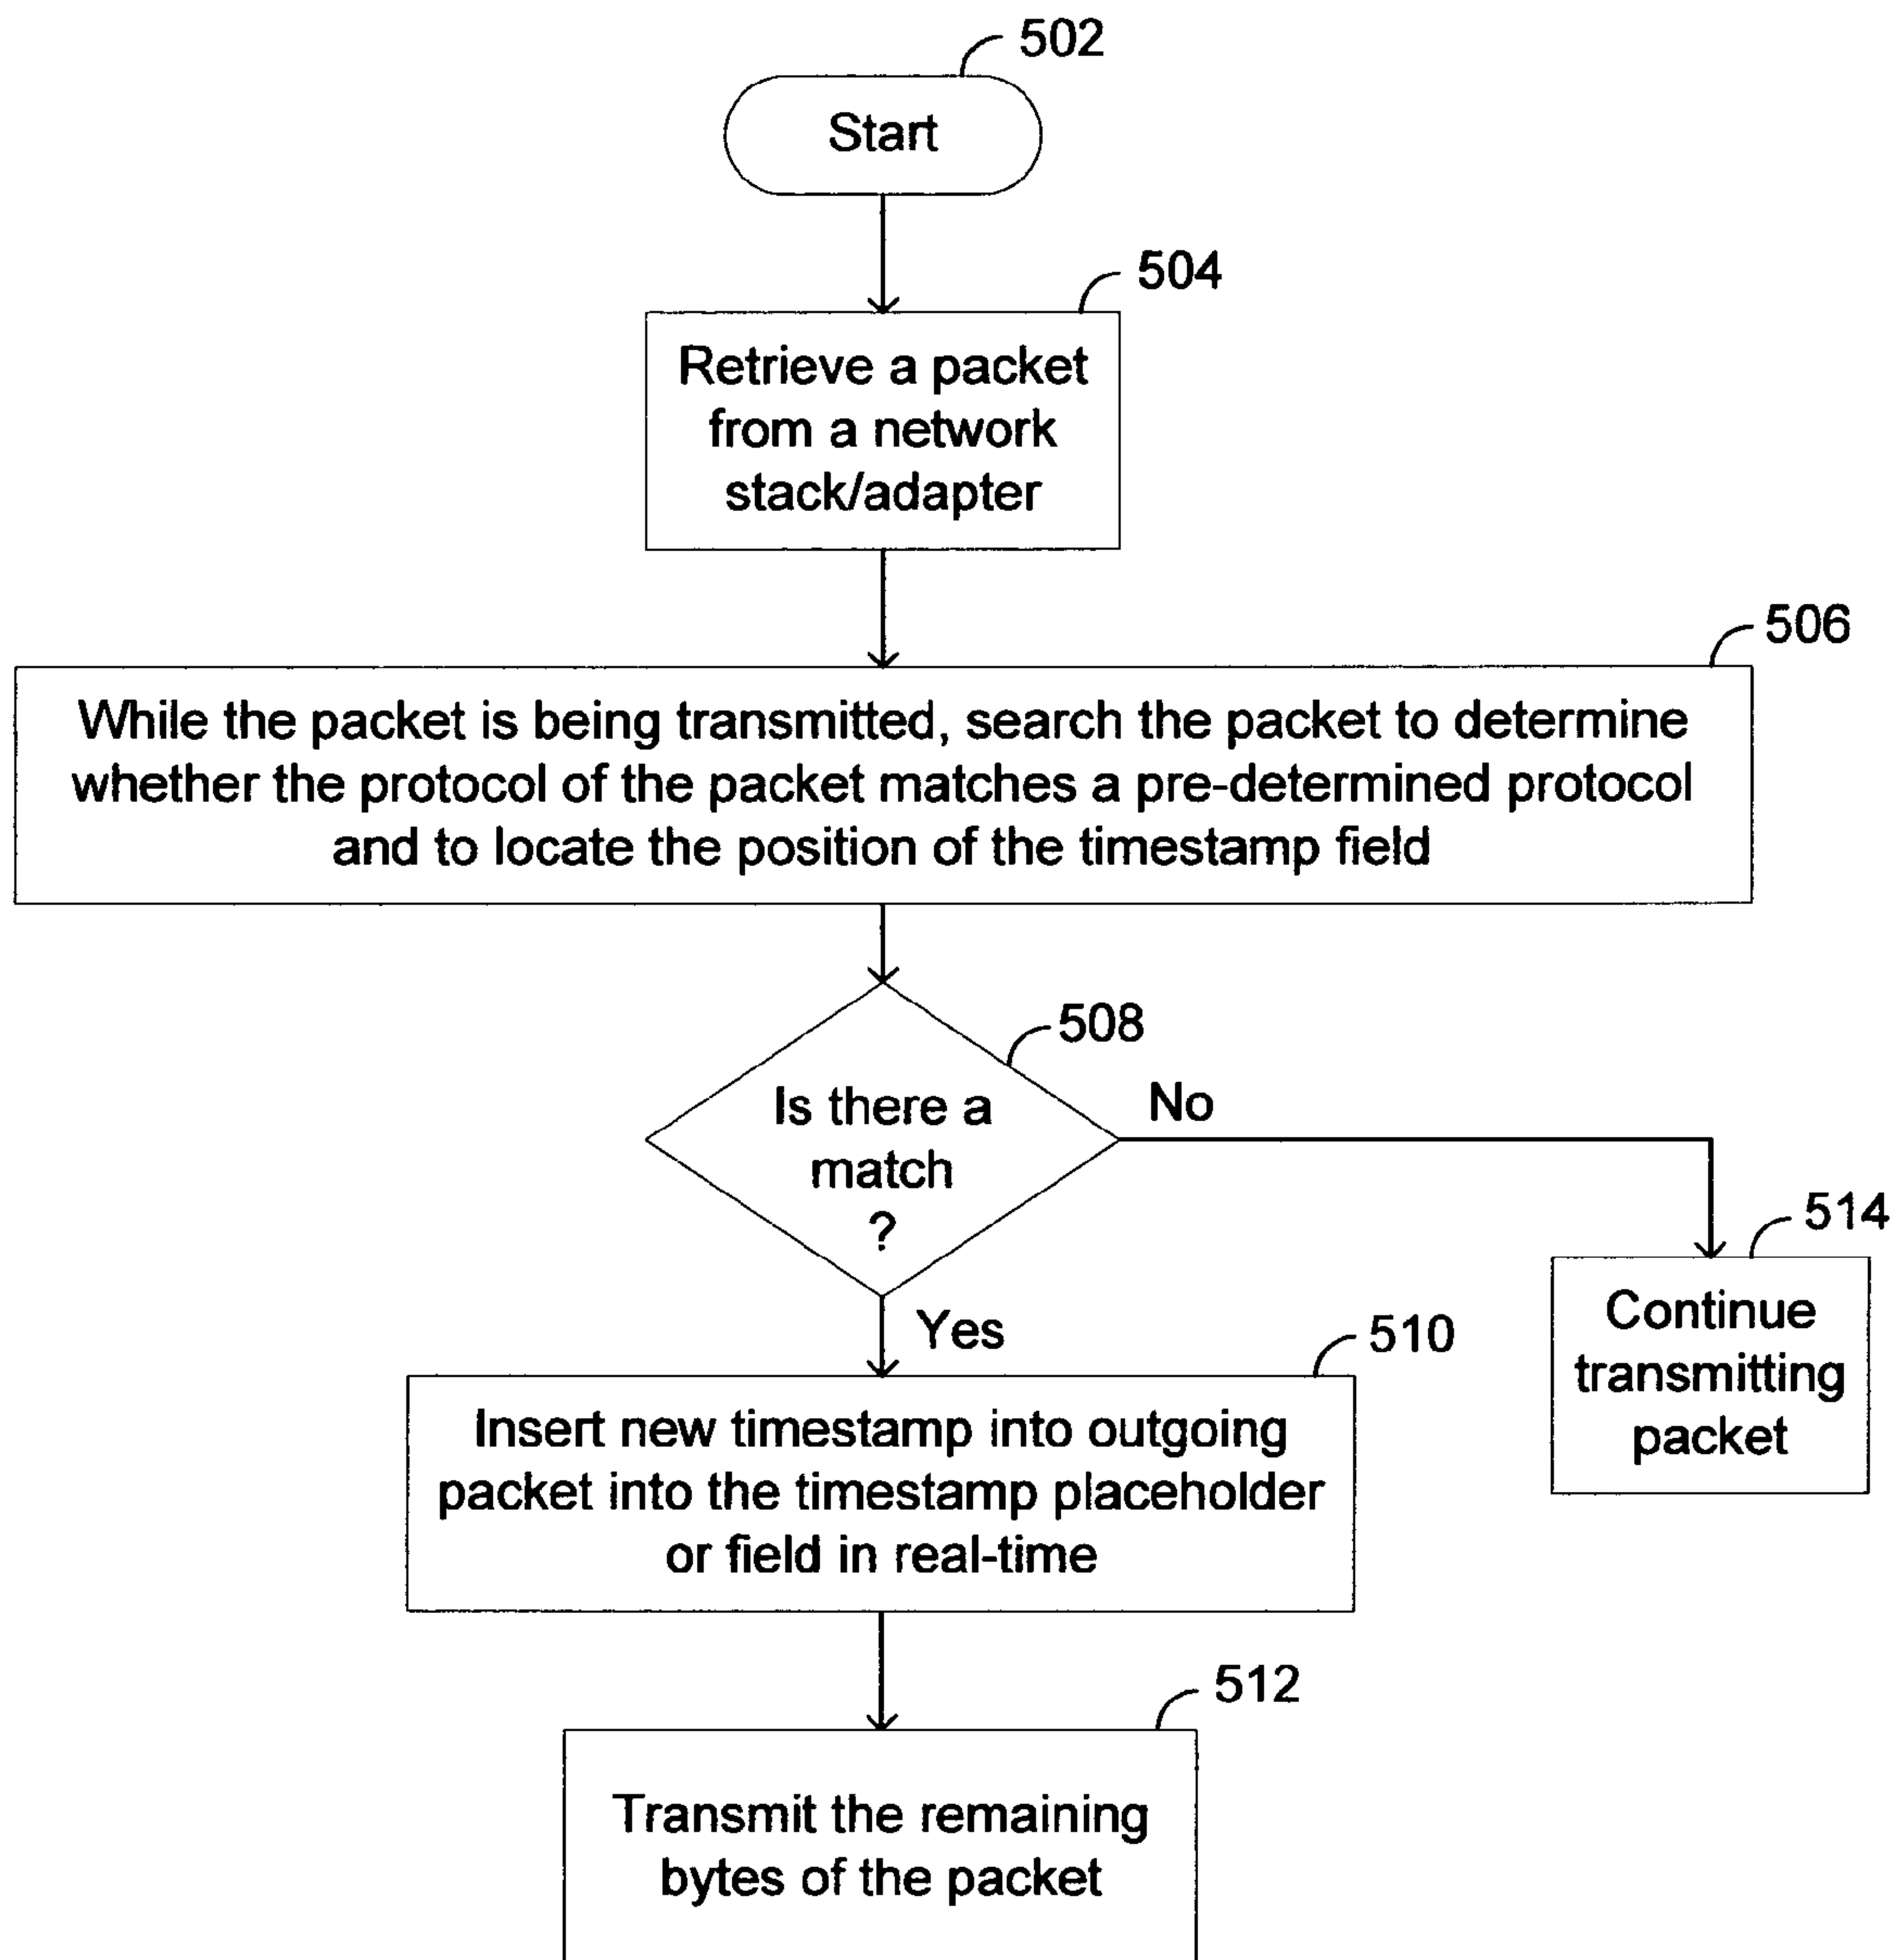 502
Start
504
Retrieve a packet
from a network
stack/adapter
506
While the packet is being transmitted, search the packet to determine
whether the protocol of the packet matches a pre-determined protocol
and to locate the position of the timestamp field
508
Is there a
match
?
No
514
Continue
transmitting
packet
Yes
510
Insert new timestamp into outgoing
packet into the timestamp placeholder
or field in real-time
512
Transmit the remaining
bytes of the packet